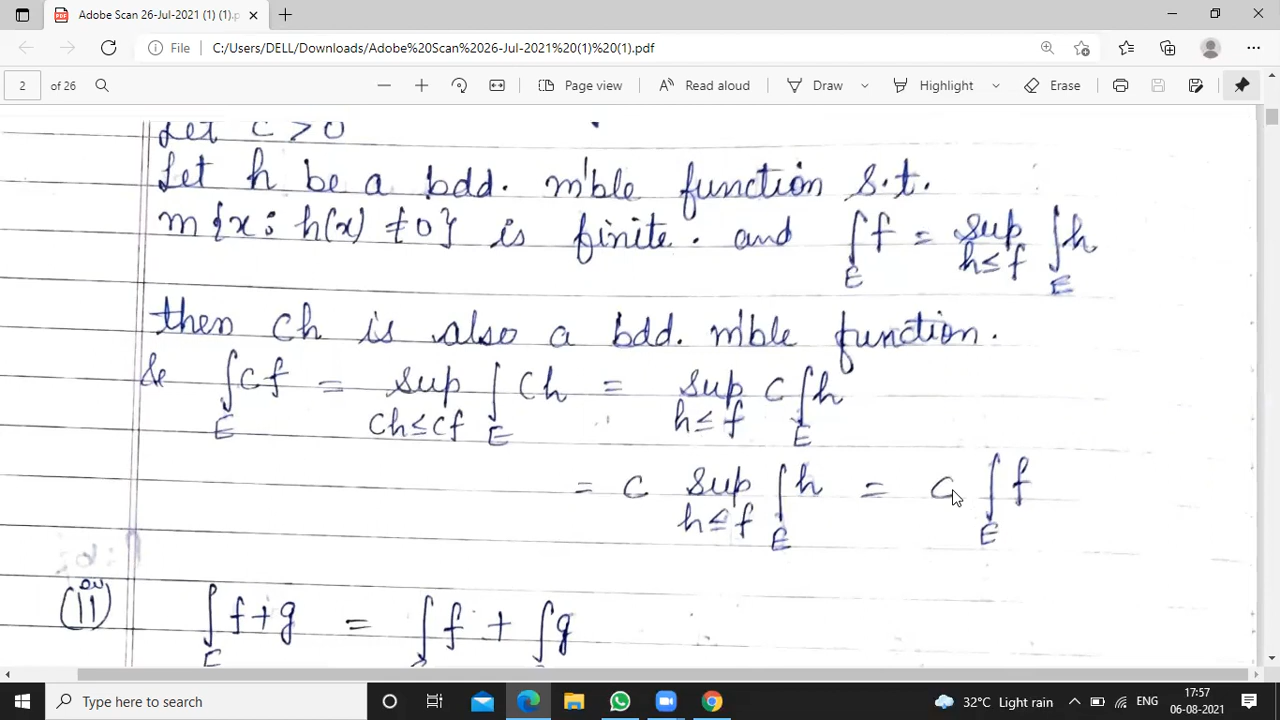 Adobe Scan 26-Jul-2021 (1) (1).p
File C:/Users/DELL/Downloads/Adobe%20Scan%2026-Jul-2021%20(1)%20(1).pdf
2 of 26 Page view Read aloud Draw Highlight Erase
Let C > 0
Let h be a bdd. m'ble function s.t.
m{x : h(x) ≠ 0} is finite. and ∫_E f = sup_{h≤f} ∫_E h
then Ch is also a bdd. m'ble function.
& ∫_E Cf = sup_{Ch≤Cf} ∫_E Ch = sup_{h≤f} C ∫_E h
= C sup_{h≤f} ∫_E h = C ∫_E f
(ii) ∫_E f+g = ∫ f + ∫ g
Type here to search
32°C Light rain ENG 17:57
06-08-2021